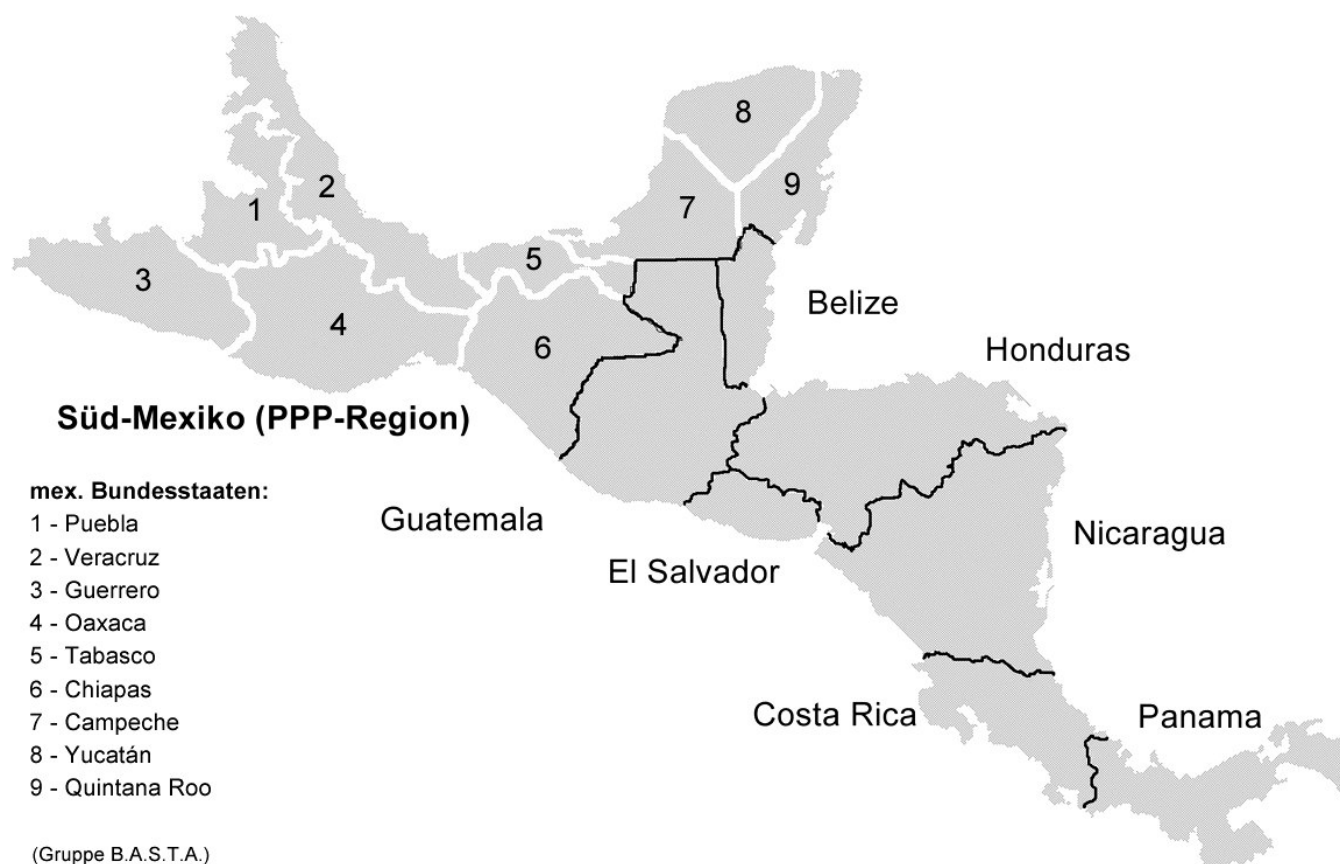 8
2
9
1
7
5
3
Belize
4
6
Honduras
Süd-Mexiko (PPP-Region)
mex. Bundesstaaten:
1 - Puebla
2 - Veracruz
3 - Guerrero
4 - Oaxaca
5 - Tabasco
6 - Chiapas
7 - Campeche
8 - Yucatán
9 - Quintana Roo
(Gruppe B.A.S.T.A.)
Guatemala
El Salvador
Nicaragua
Costa Rica
Panama